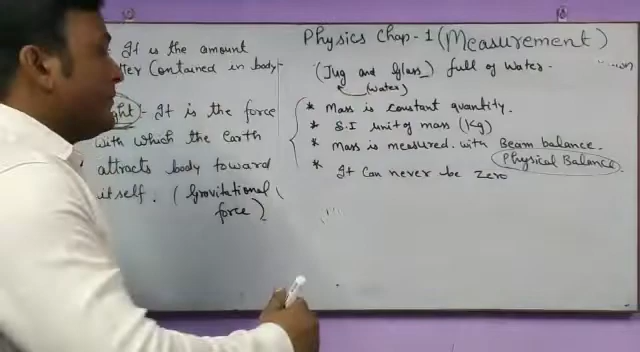 Physics Chap-1 (Measurement)
It is the amount
Contained in body-
It is the force
with which the Earth
attracts body toward
itself. (Gravitational
force)
(Jug and Glass) full of water-
(water)
* Mass is constant quantity.
* S.I unit of mass (Kg)
* Mass is measured with Beam balance.
Physical Balance
* It Can never be zero